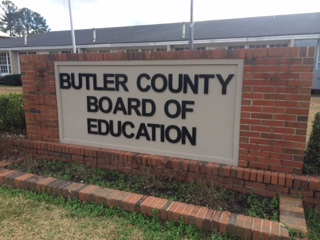 BUTLER COUNTY
BOARD OF
EDUCATION